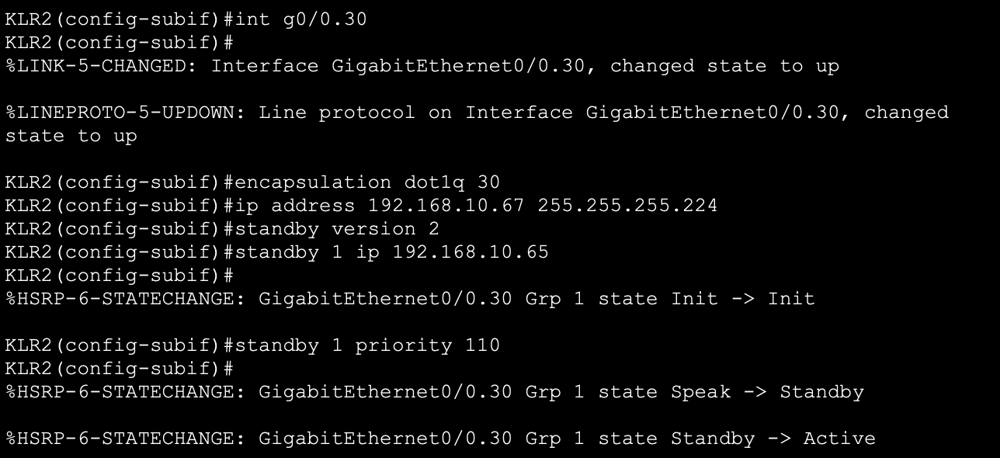 KLR2(config-subif)#int g0/0.30
KLR2(config-subif)#
%LINK-5-CHANGED: Interface GigabitEthernet0/0.30, changed state to up
%LINEPROTO-5-UPDOWN: Line protocol on Interface GigabitEthernet0/0.30, changed
state to up
KLR2(config-subif)#encapsulation dot1q 30
KLR2(config-subif)#ip address 192.168.10.67 255.255.255.224
KLR2(config-subif)#standby version 2
KLR2(config-subif)#standby 1 ip 192.168.10.65
KLR2(config-subif)#
%HSRP-6-STATECHANGE: GigabitEthernet0/0.30 Grp 1 state Init -> Init
KLR2(config-subif)#standby 1 priority 110
KLR2(config-subif)#
%HSRP-6-STATECHANGE: GigabitEthernet0/0.30 Grp 1 state Speak -> Standby
%HSRP-6-STATECHANGE: GigabitEthernet0/0.30 Grp 1 state Standby -> Active